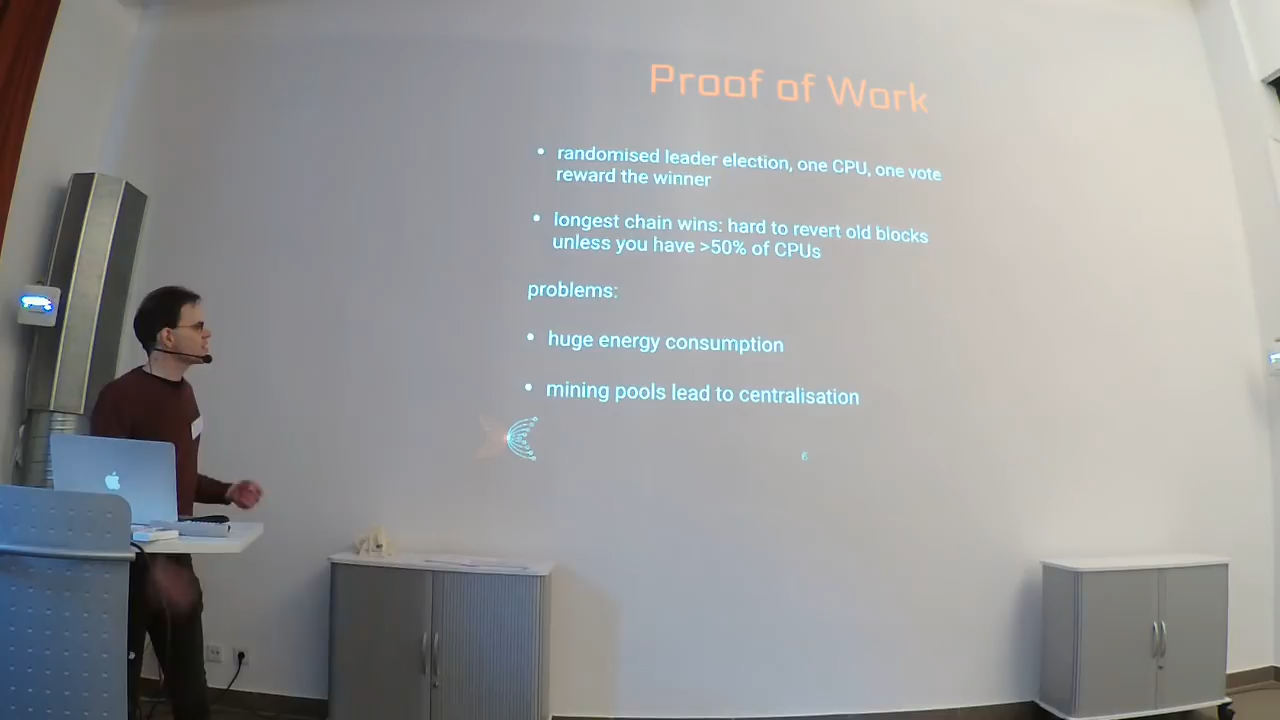 Proof of Work
• randomised leader election, one CPU, one vote
reward the winner
• longest chain wins: hard to revert old blocks
unless you have >50% of CPUs
problems:
• huge energy consumption
• mining pools lead to centralisation
6